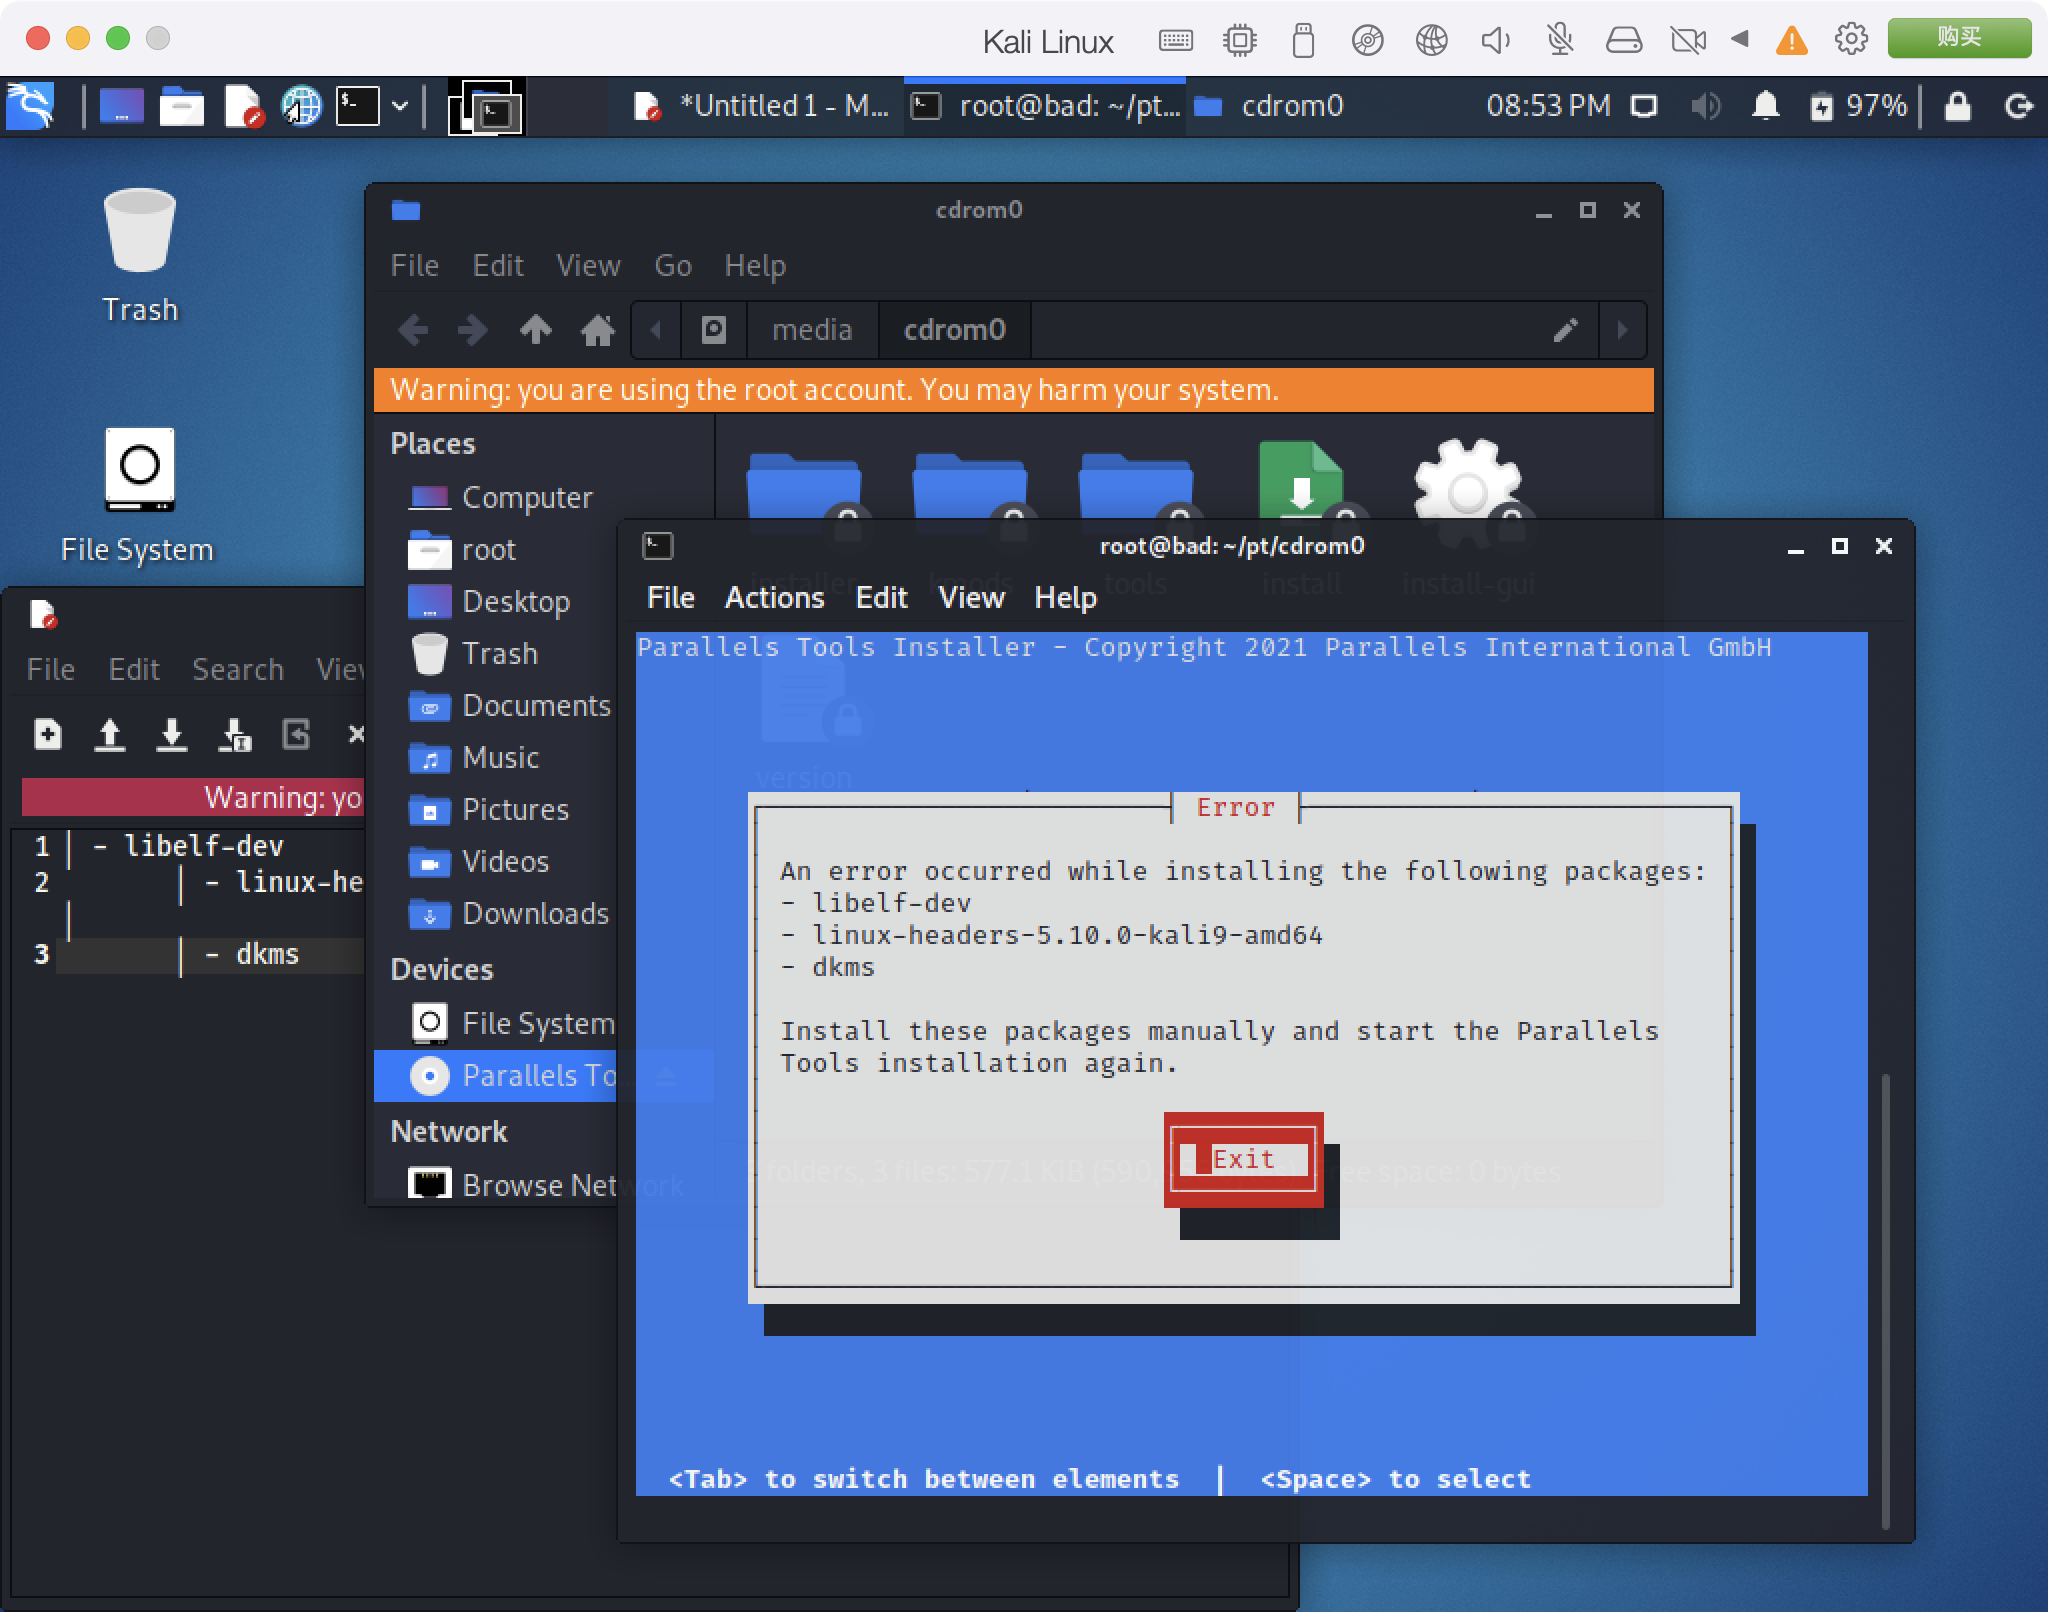 Kali Linux
购买
*Untitled 1 - M...
root@bad: ~/pt...
cdrom0
08:53 PM
97%
Trash
File System
cdrom0
File Edit View Go Help
media
cdrom0
Warning: you are using the root account. You may harm your system.
Places
Computer
root
Desktop
Trash
Documents
Music
Pictures
Videos
Downloads
Devices
File System
Parallels To...
Network
Browse Network
installer
kmods
tools
install
install-gui
version
folders, 3 files: 577.1 KiB (590,
free space: 0 bytes
File Edit Search View
Warning: yo
1 | - libelf-dev
2 | - linux-he
|
3 | - dkms
root@bad: ~/pt/cdrom0
File Actions Edit View Help
Parallels Tools Installer - Copyright 2021 Parallels International GmbH
Error
An error occurred while installing the following packages:
- libelf-dev
- linux-headers-5.10.0-kali9-amd64
- dkms
Install these packages manually and start the Parallels
Tools installation again.
Exit
<Tab> to switch between elements | <Space> to select